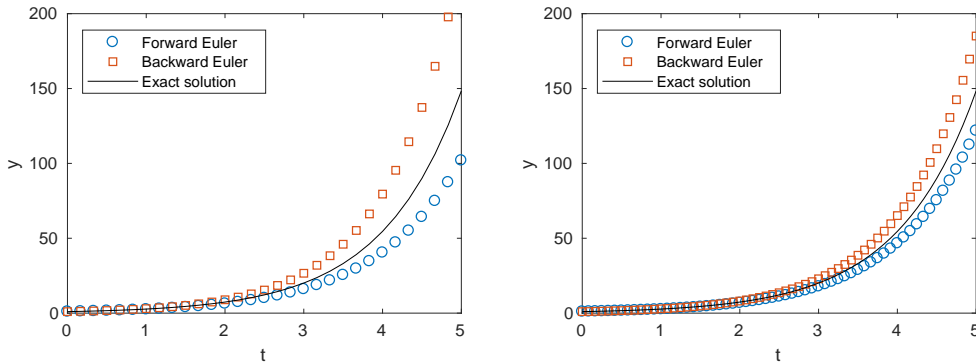 200
150
100
50
0
y
0 1 2 3 4 5
t
Forward Euler
Backward Euler
Exact solution
200
150
100
50
0
y
0 1 2 3 4 5
t
Forward Euler
Backward Euler
Exact solution